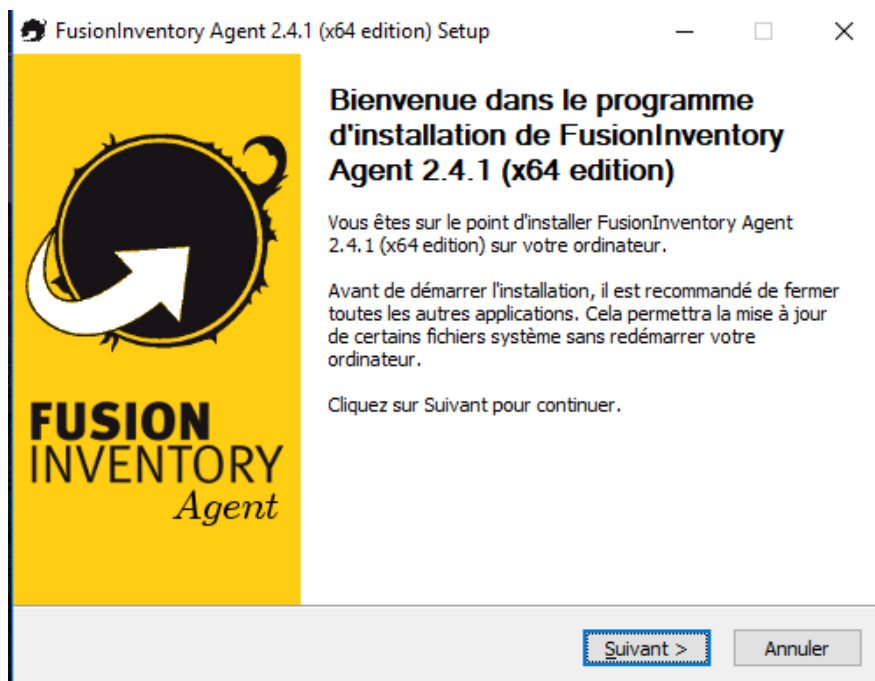 FusionInventory Agent 2.4.1 (x64 edition) Setup
Bienvenue dans le programme
d'installation de FusionInventory
Agent 2.4.1 (x64 edition)
Vous êtes sur le point d'installer FusionInventory Agent
2.4.1 (x64 edition) sur votre ordinateur.
Avant de démarrer l'installation, il est recommandé de fermer
toutes les autres applications. Cela permettra la mise à jour
de certains fichiers système sans redémarrer votre
ordinateur.
Cliquez sur Suivant pour continuer.
FUSION
INVENTORY
Agent
Suivant >
Annuler